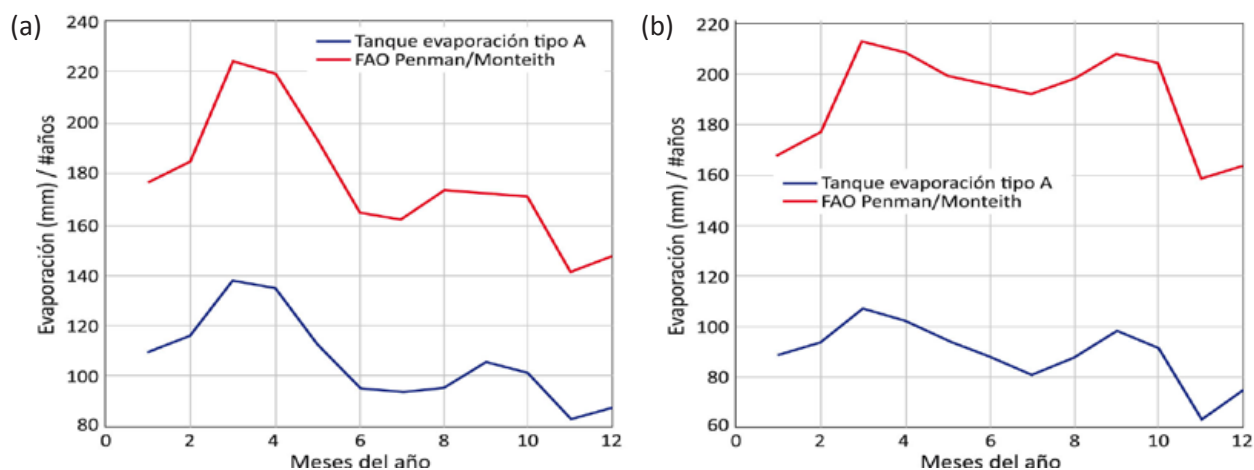 (a)
Evaporación (mm) / #años
240
220
200
180
160
140
120
100
80
Tanque evaporación tipo A
FAO Penman/Monteith
0 2 4 6 8 10 12
Meses del año
(b)
Evaporación (mm) / #años
220
200
180
160
140
120
100
80
60
Tanque evaporación tipo A
FAO Penman/Monteith
0 2 4 6 8 10 12
Meses del año